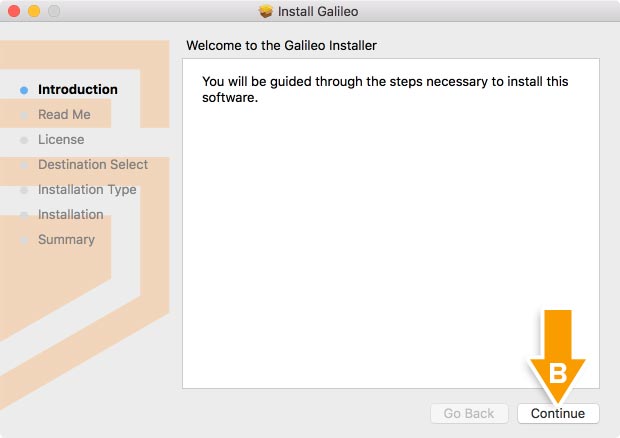 Install Galileo
Welcome to the Galileo Installer
Introduction
Read Me
License
Destination Select
Installation Type
Installation
Summary
You will be guided through the steps necessary to install this
software.
B
Go Back
Continue